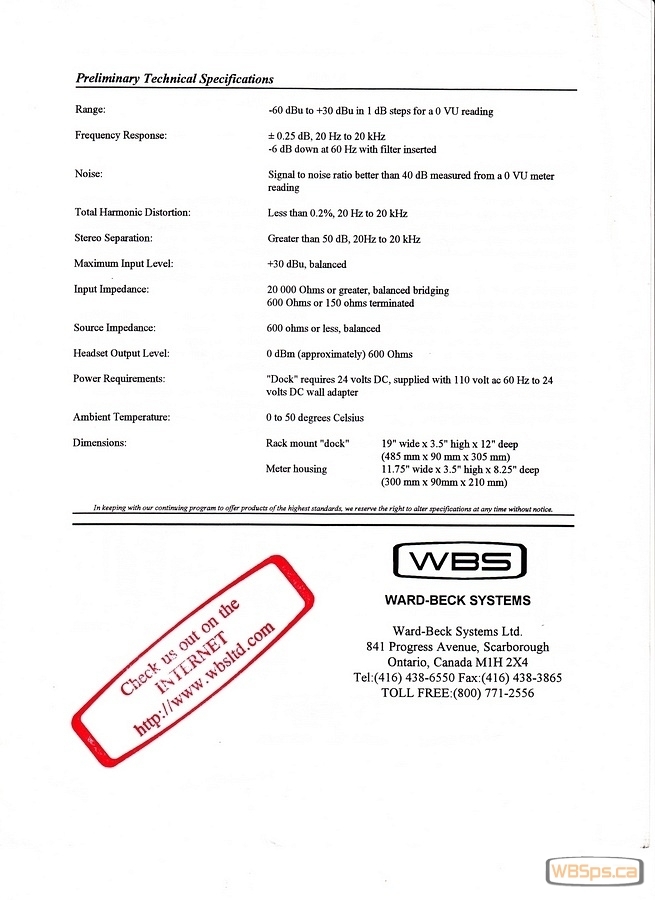 Preliminary Technical Specifications
Range: -60 dBu to +30 dBu in 1 dB steps for a 0 VU reading
Frequency Response: ± 0.25 dB, 20 Hz to 20 kHz
-6 dB down at 60 Hz with filter inserted
Noise: Signal to noise ratio better than 40 dB measured from a 0 VU meter
reading
Total Harmonic Distortion: Less than 0.2%, 20 Hz to 20 kHz
Stereo Separation: Greater than 50 dB, 20Hz to 20 kHz
Maximum Input Level: +30 dBu, balanced
Input Impedance: 20 000 Ohms or greater, balanced bridging
600 Ohms or 150 ohms terminated
Source Impedance: 600 ohms or less, balanced
Headset Output Level: 0 dBm (approximately) 600 Ohms
Power Requirements: "Dock" requires 24 volts DC, supplied with 110 volt ac 60 Hz to 24
volts DC wall adapter
Ambient Temperature: 0 to 50 degrees Celsius
Dimensions: Rack mount "dock" 19" wide x 3.5" high x 12" deep
(485 mm x 90 mm x 305 mm)
Meter housing 11.75" wide x 3.5" high x 8.25" deep
(300 mm x 90mm x 210 mm)
In keeping with our continuing program to offer products of the highest standards, we reserve the right to alter specifications at any time without notice.
Check us out on the
INTERNET
http://www.wbsltd.com
WBS
WARD-BECK SYSTEMS
Ward-Beck Systems Ltd.
841 Progress Avenue, Scarborough
Ontario, Canada M1H 2X4
Tel:(416) 438-6550 Fax:(416) 438-3865
TOLL FREE:(800) 771-2556
WBSps.ca